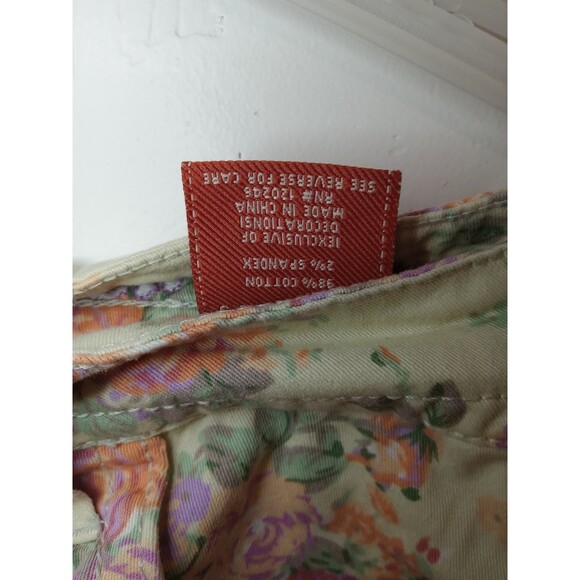 98% COTTON
2% SPANDEX
!EXCLUSIVE OF
DECORATIONS!
MADE IN CHINA
RN# 120246
SEE REVERSE FOR CARE